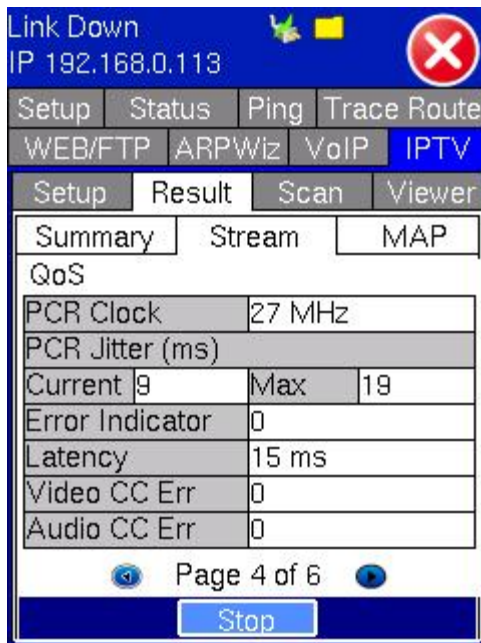 Link Down
IP 192.168.0.113
Setup Status Ping Trace Route
WEB/FTP ARPWiz VoIP IPTV
Setup Result Scan Viewer
Summary Stream MAP
QoS
PCR Clock 27 MHz
PCR Jitter (ms)
Current 9 Max 19
Error Indicator 0
Latency 15 ms
Video CC Err 0
Audio CC Err 0
Page 4 of 6
Stop